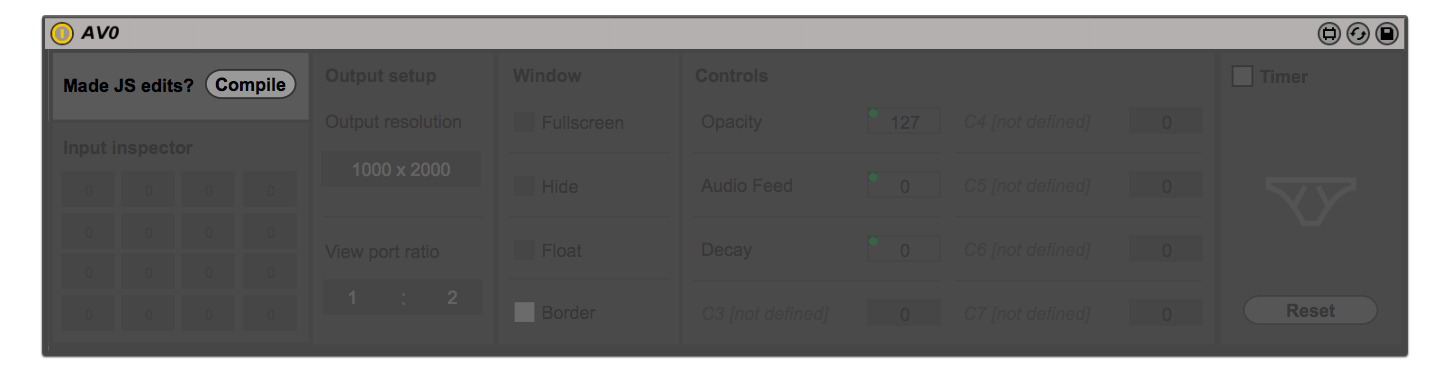 AV0
Made JS edits? Compile
Input inspector
0 0 0 0
0 0 0 0
0 0 0 0
0 0 0 0
Output setup
Output resolution
1000 x 2000
View port ratio
1 : 2
Window
Fullscreen
Hide
Float
Border
Controls
Opacity 127
Audio Feed 0
Decay 0
C3 [not defined] 0
C4 [not defined] 0
C5 [not defined] 0
C6 [not defined] 0
C7 [not defined] 0
Timer
Reset